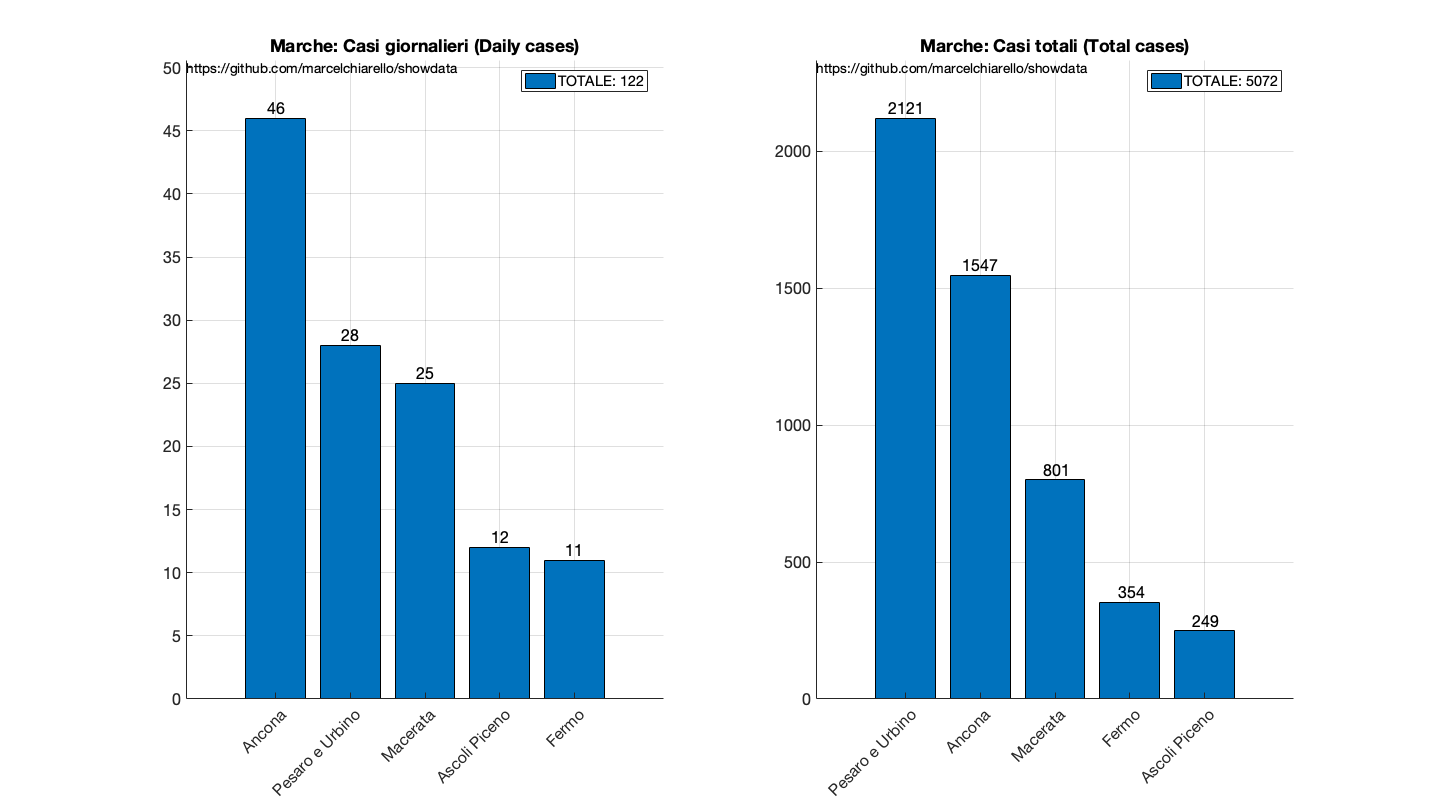 Marche: Casi giornalieri (Daily cases)
https://github.com/marcelchiarello/showdata
TOTALE: 122
50
45
40
35
30
25
20
15
10
5
0
46
28
25
12
11
Ancona
Pesaro e Urbino
Macerata
Ascoli Piceno
Fermo
Marche: Casi totali (Total cases)
https://github.com/marcelchiarello/showdata
TOTALE: 5072
2000
1500
1000
500
0
2121
1547
801
354
249
Pesaro e Urbino
Ancona
Macerata
Fermo
Ascoli Piceno